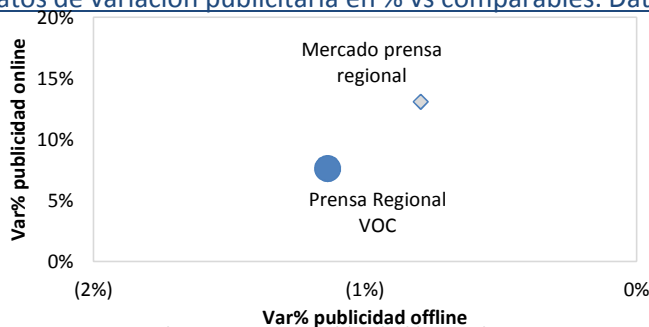 atos de variación publicitaria en % vs comparables. Dat
20%
15%
10%
5%
0%
Var% publicidad online
Mercado prensa
regional
Prensa Regional
VOC
(2%)
(1%)
0%
Var% publicidad offline